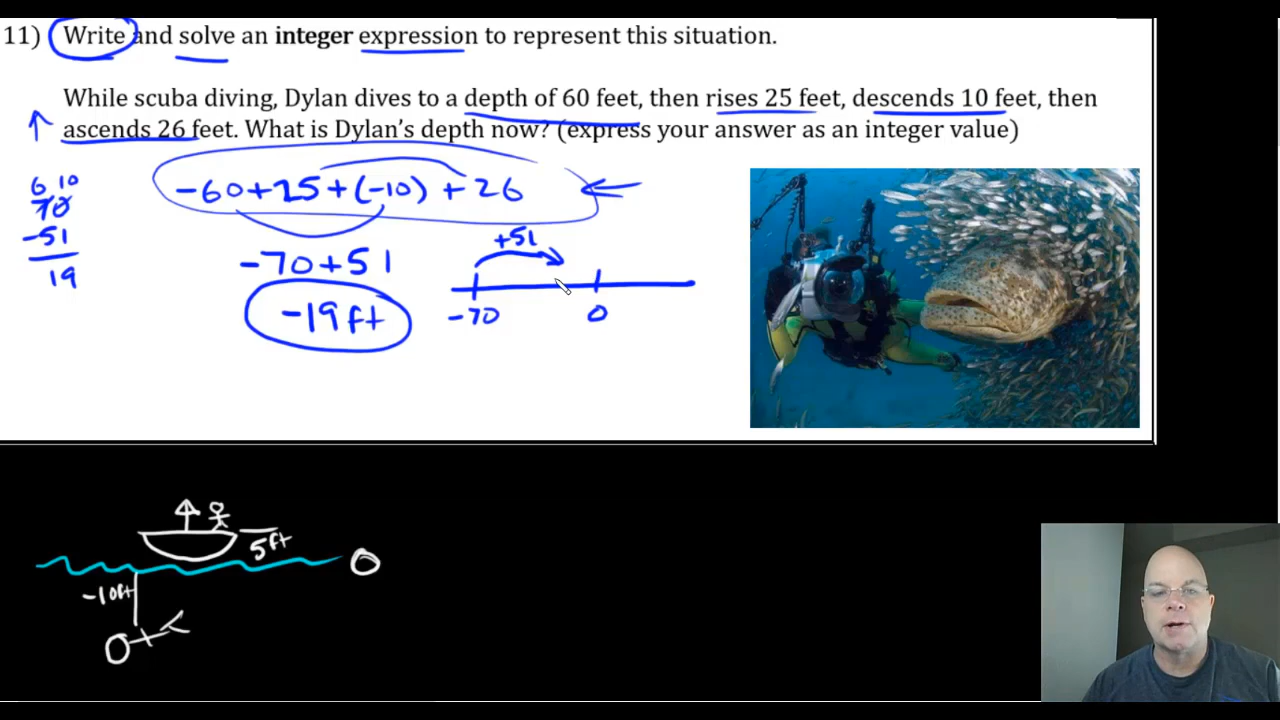 11) Write and solve an integer expression to represent this situation.
While scuba diving, Dylan dives to a depth of 60 feet, then rises 25 feet, descends 10 feet, then
ascends 26 feet. What is Dylan's depth now? (express your answer as an integer value)
-60+25+(-10)+26
6 10
70
-51
19
-70+51
-19ft
+51
-70 0
5ft
0
-10ft